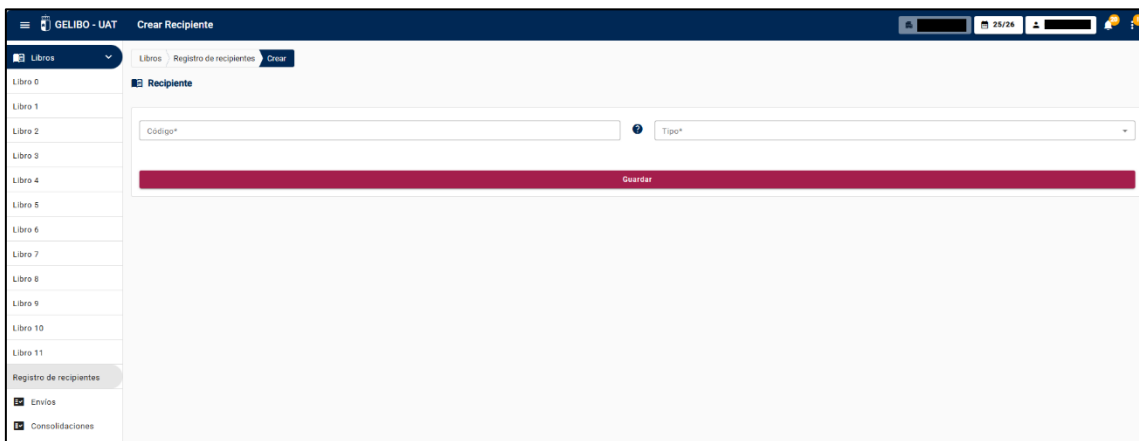 GELIBO - UAT Crear Recipiente 25/26
Libros
Libros Registro de recipientes Crear
Recipiente
Libro 0
Libro 1
Libro 2
Libro 3
Libro 4
Libro 5
Libro 6
Libro 7
Libro 8
Libro 9
Libro 10
Libro 11
Registro de recipientes
Envíos
Consolidaciones
Código*
?
Tipo*
Guardar